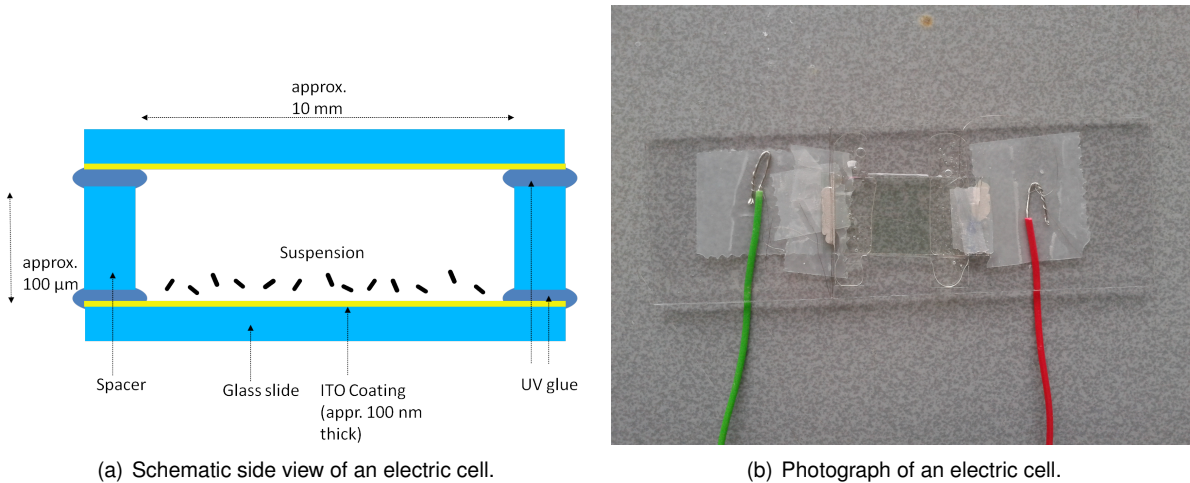 approx.
10 mm
Suspension
approx.
100 µm
Spacer
Glass slide
ITO Coating
(appr. 100 nm
thick)
UV glue
(a) Schematic side view of an electric cell.
(b) Photograph of an electric cell.